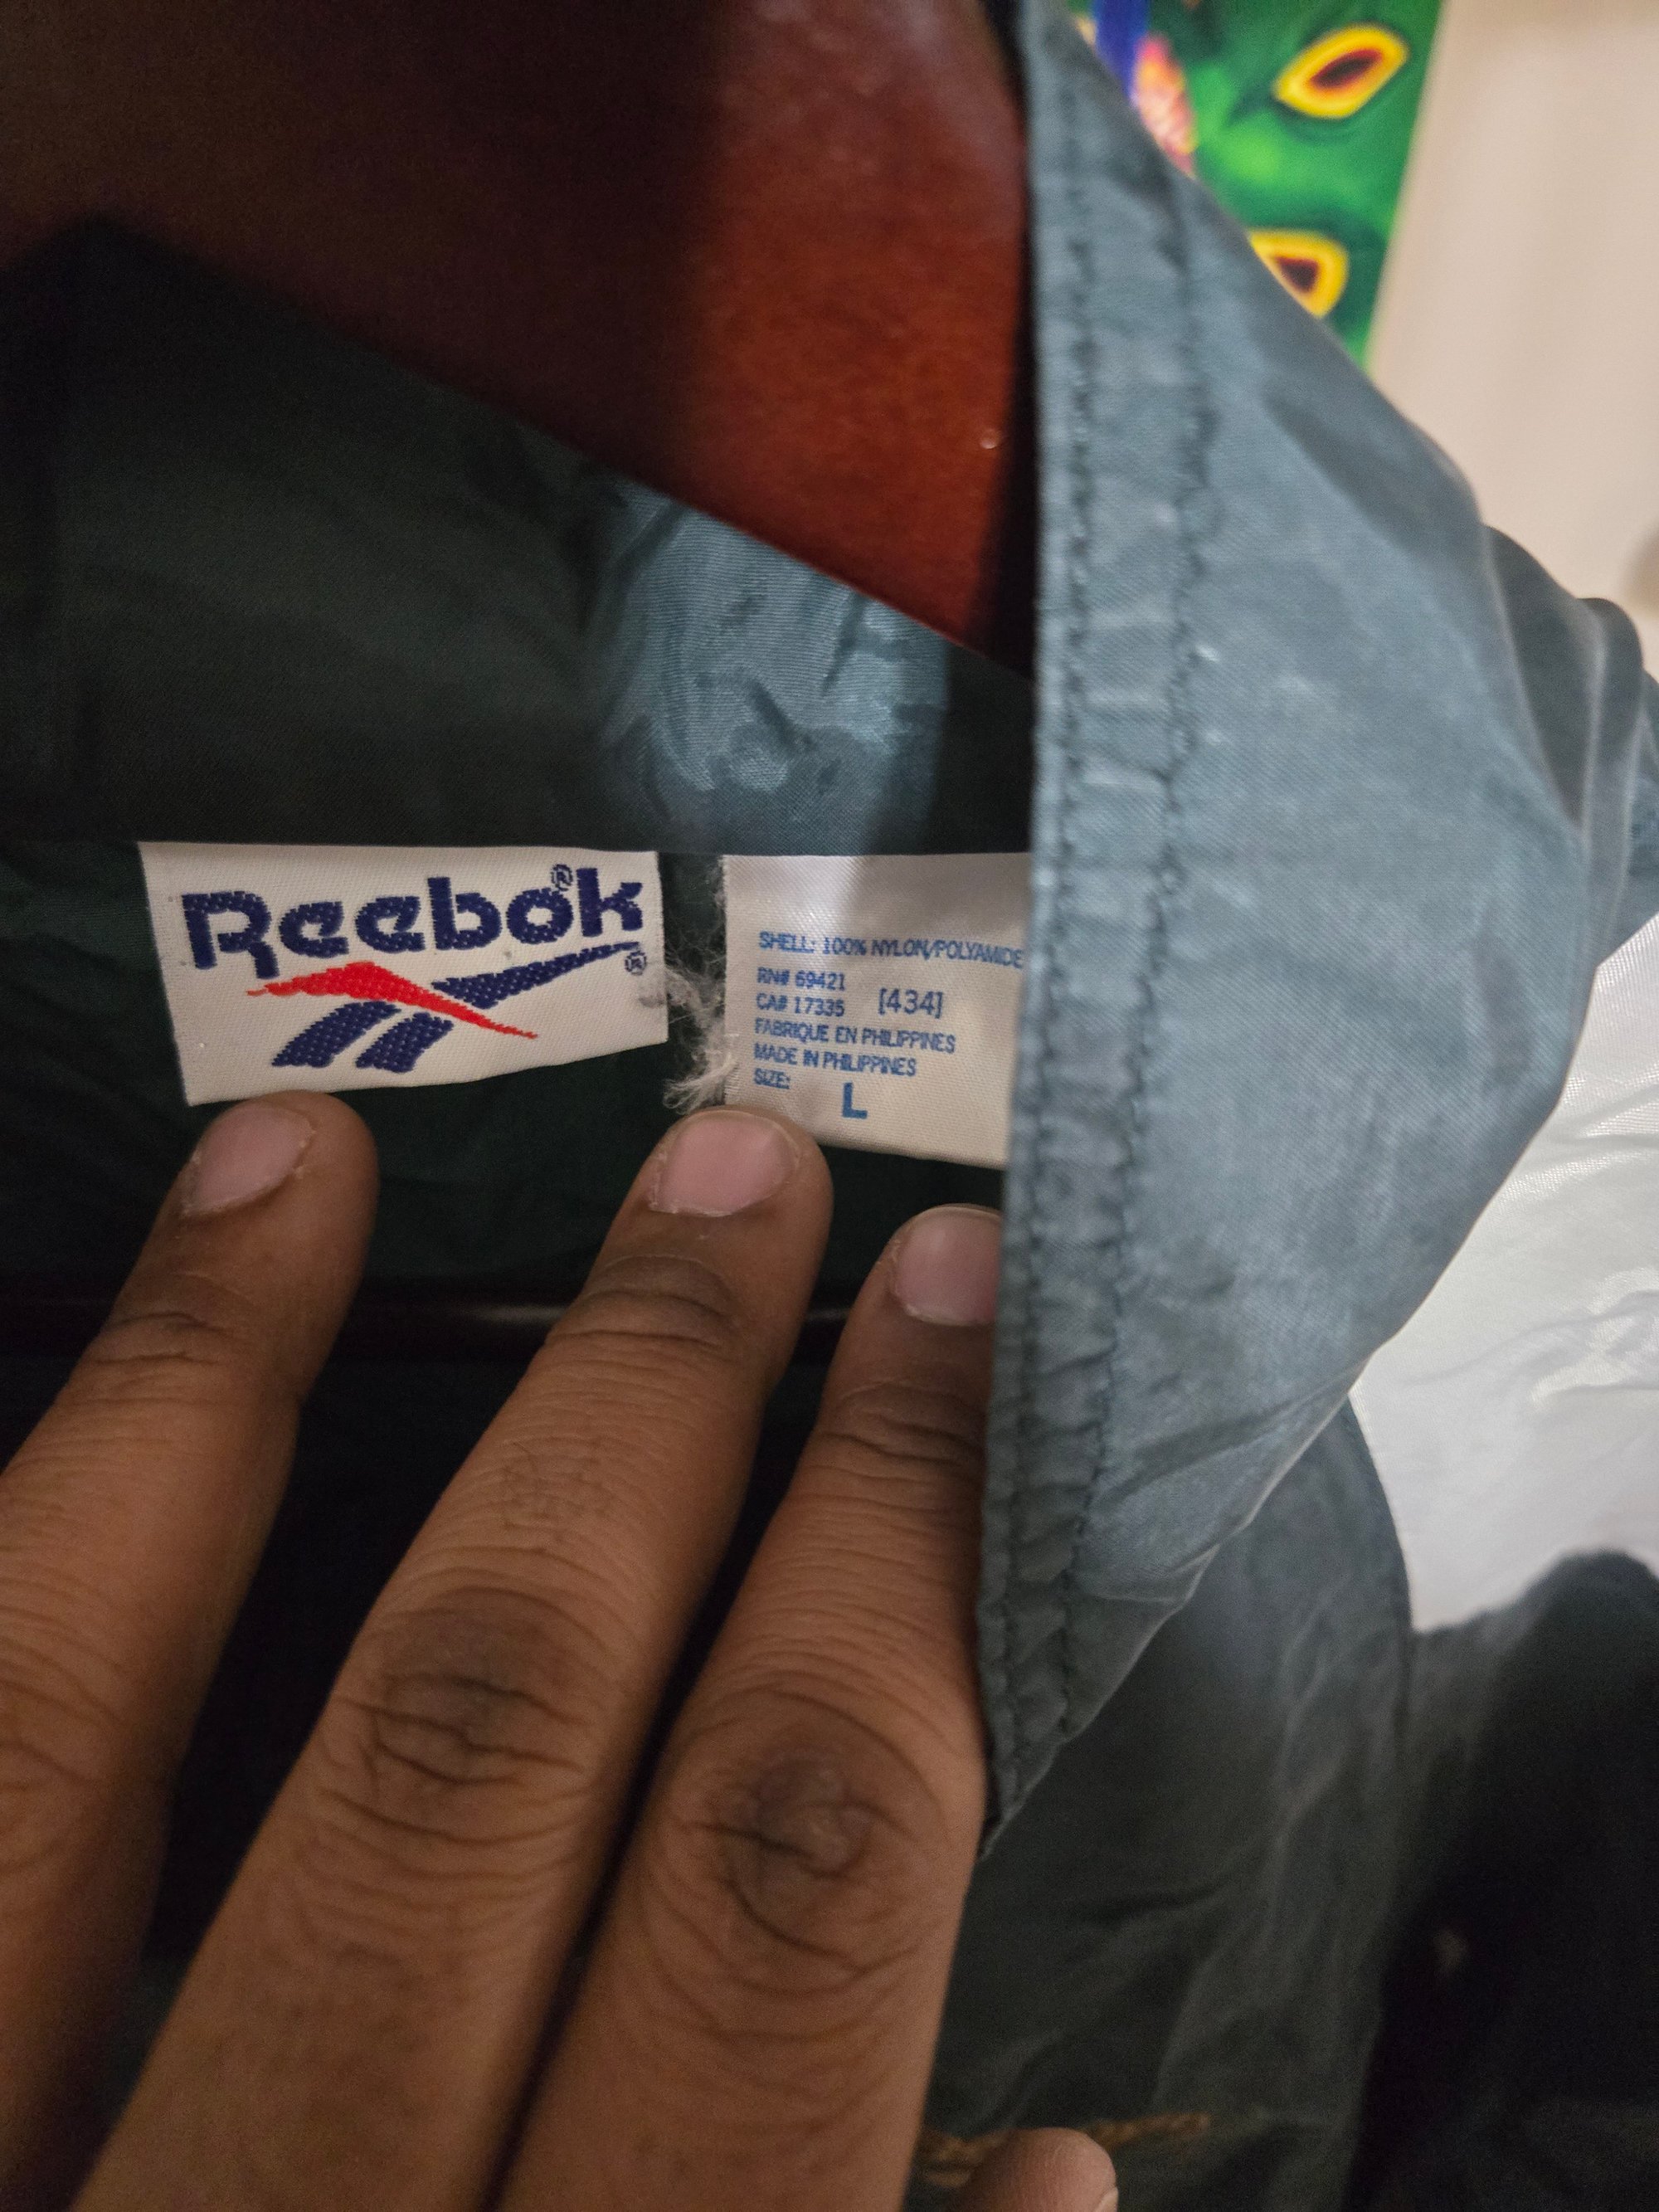 Reebok®
®
SHELL: 100% NYLON/POLYAMIDE
RN# 69421
CA# 17335 [434]
FABRIQUE EN PHILIPPINES
MADE IN PHILIPPINES
SIZE: L